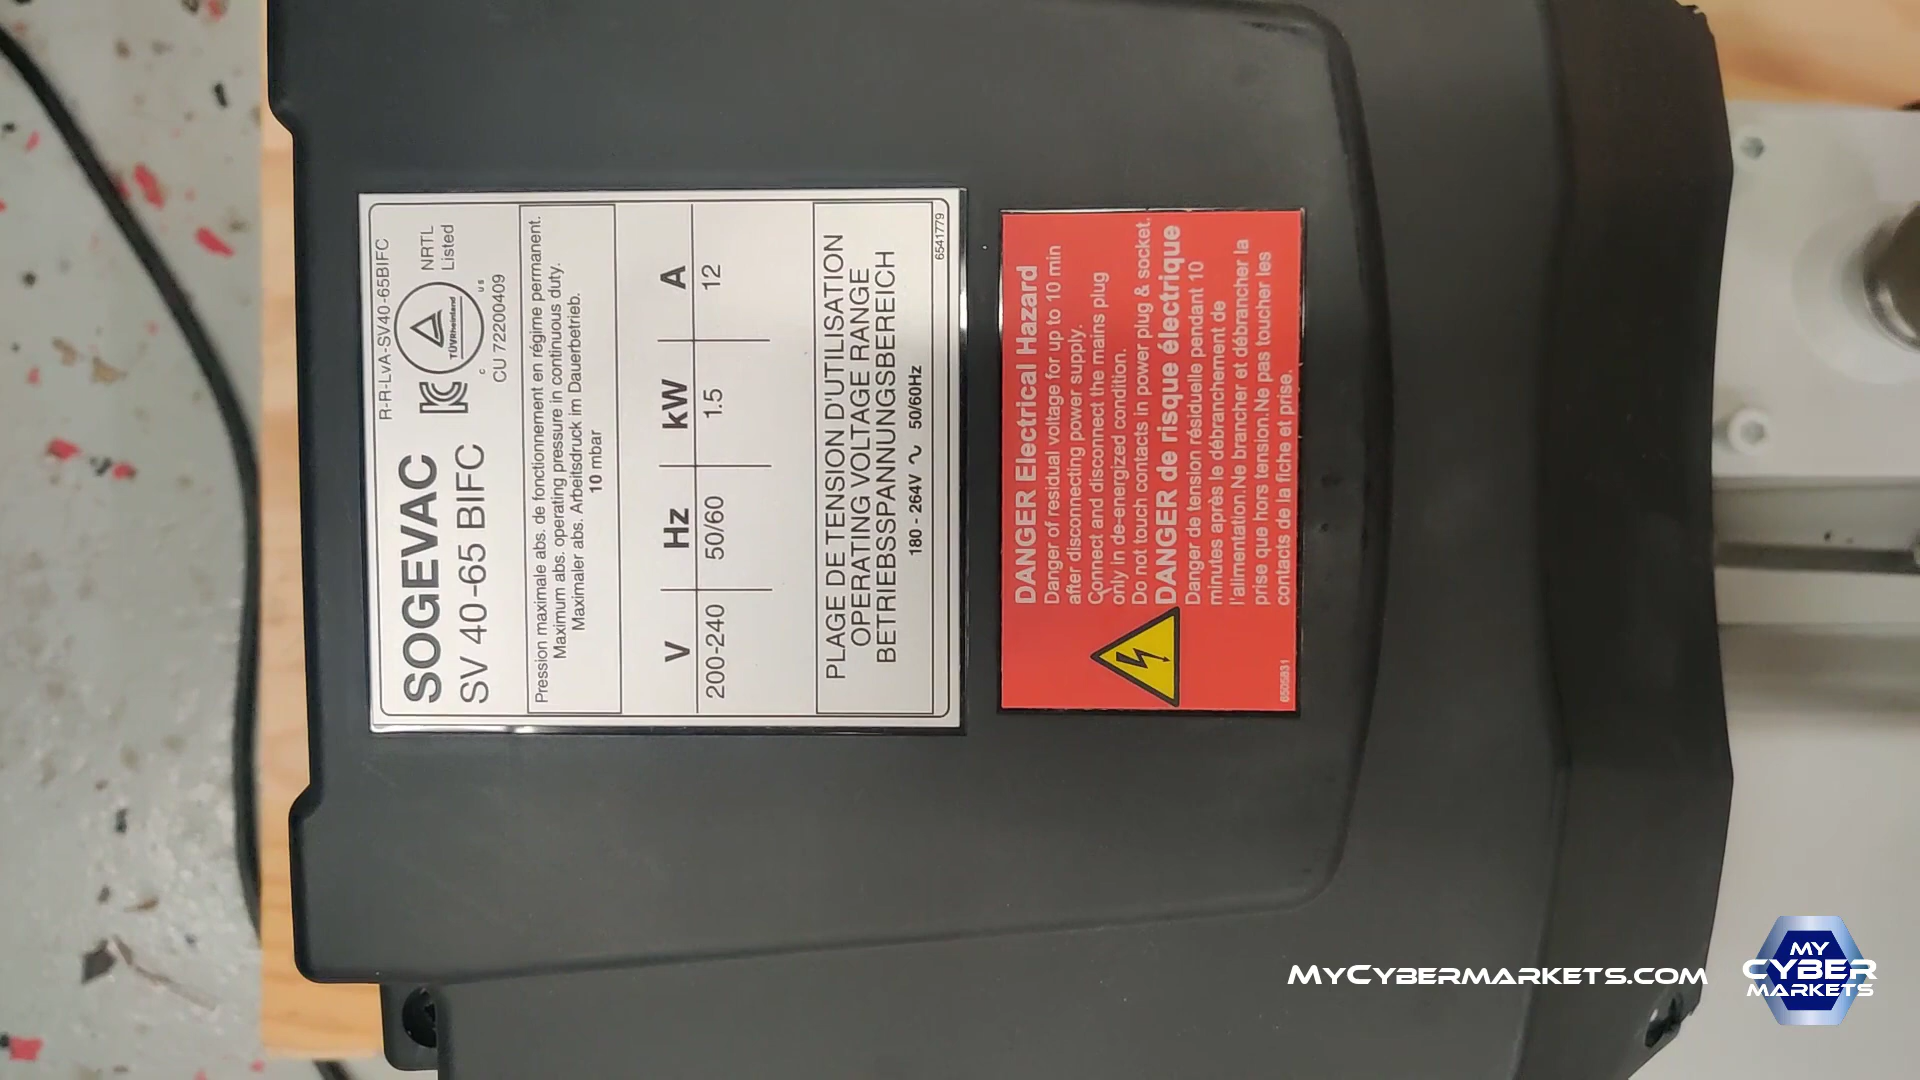 R-R-LvA-SV40-65BIFC
SOGEVAC
SV 40-65 BIFC
TÜVRheinland
C US
NRTL
Listed
CU 72200409
Pression maximale abs. de fonctionnement en régime permanent.
Maximum abs. operating pressure in continuous duty.
Maximaler abs. Arbeitsdruck im Dauerbetrieb.
10 mbar
V Hz kW A
200-240 50/60 1.5 12
PLAGE DE TENSION D'UTILISATION
OPERATING VOLTAGE RANGE
BETRIEBSSPANNUNGSBEREICH
180 - 264V ∿ 50/60Hz
6541779
DANGER Electrical Hazard
Danger of residual voltage for up to 10 min
after disconnecting power supply.
Connect and disconnect the mains plug
only in de-energized condition.
Do not touch contacts in power plug & socket.
DANGER de risque électrique
Danger de tension résiduelle pendant 10
minutes après le débranchement de
l'alimentation.Ne brancher et débrancher la
prise que hors tension.Ne pas toucher les
contacts de la fiche et prise.
6505831
MyCybermarkets.com
MY
CYBER
MARKETS